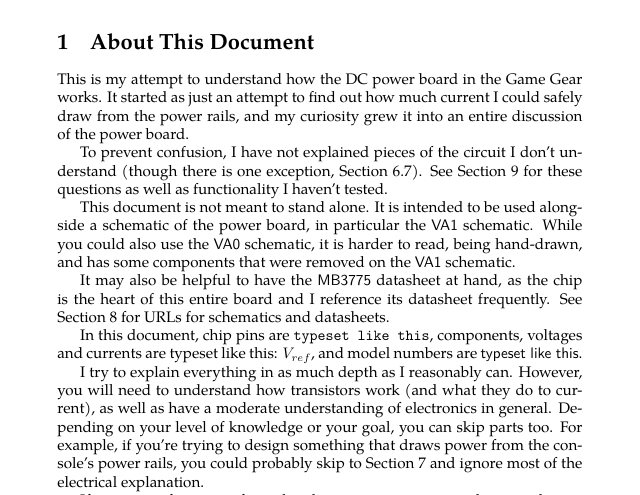 1 About This Document
This is my attempt to understand how the DC power board in the Game Gear
works. It started as just an attempt to find out how much current I could safely
draw from the power rails, and my curiosity grew it into an entire discussion
of the power board.
To prevent confusion, I have not explained pieces of the circuit I don't un-
derstand (though there is one exception, Section 6.7). See Section 9 for these
questions as well as functionality I haven't tested.
This document is not meant to stand alone. It is intended to be used along-
side a schematic of the power board, in particular the VA1 schematic. While
you could also use the VA0 schematic, it is harder to read, being hand-drawn,
and has some components that were removed on the VA1 schematic.
It may also be helpful to have the MB3775 datasheet at hand, as the chip
is the heart of this entire board and I reference its datasheet frequently. See
Section 8 for URLs for schematics and datasheets.
In this document, chip pins are typeset like this, components, voltages
and currents are typeset like this: Vref, and model numbers are typeset like this.
I try to explain everything in as much depth as I reasonably can. However,
you will need to understand how transistors work (and what they do to cur-
rent), as well as have a moderate understanding of electronics in general. De-
pending on your level of knowledge or your goal, you can skip parts too. For
example, if you're trying to design something that draws power from the con-
sole's power rails, you could probably skip to Section 7 and ignore most of the
electrical explanation.